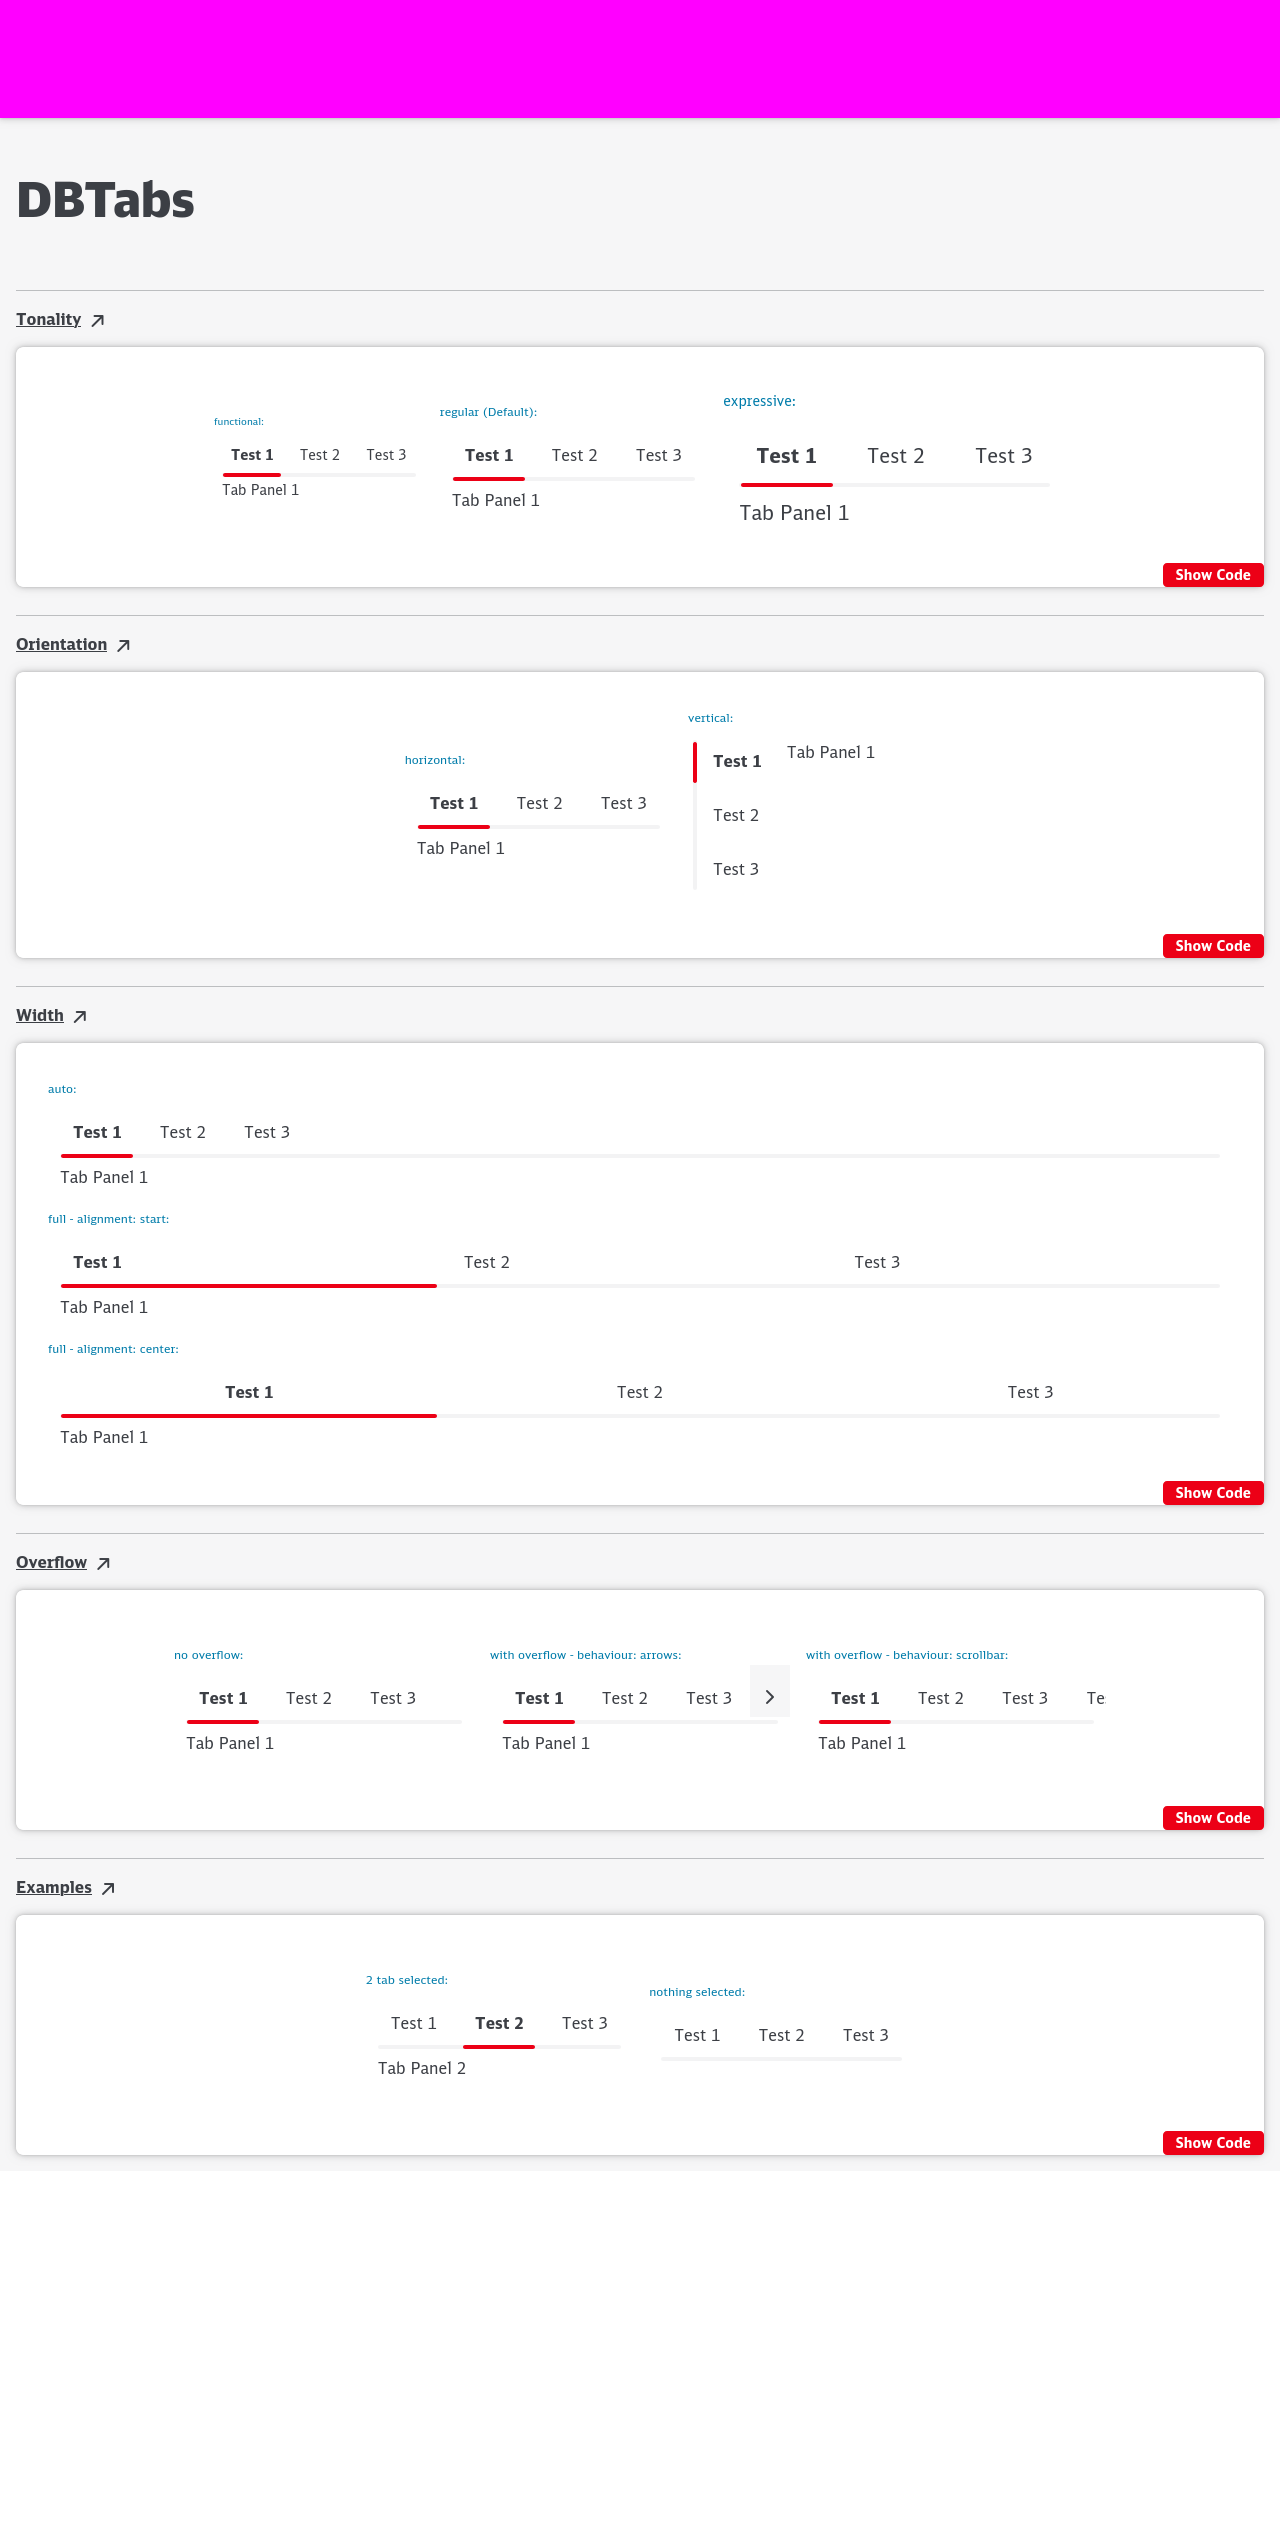 DBTabs
Tonality
functional:
Test 1 Test 2 Test 3
Tab Panel 1
regular (Default):
Test 1 Test 2 Test 3
Tab Panel 1
expressive:
Test 1 Test 2 Test 3
Tab Panel 1
Show Code
Orientation
horizontal:
Test 1 Test 2 Test 3
Tab Panel 1
vertical:
Test 1 Tab Panel 1
Test 2
Test 3
Show Code
Width
auto:
Test 1 Test 2 Test 3
Tab Panel 1
full - alignment: start:
Test 1 Test 2 Test 3
Tab Panel 1
full - alignment: center:
Test 1 Test 2 Test 3
Tab Panel 1
Show Code
Overflow
no overflow:
Test 1 Test 2 Test 3
Tab Panel 1
with overflow - behaviour: arrows:
Test 1 Test 2 Test 3
Tab Panel 1
with overflow - behaviour: scrollbar:
Test 1 Test 2 Test 3
Tab Panel 1
Show Code
Examples
2 tab selected:
Test 1 Test 2 Test 3
Tab Panel 2
nothing selected:
Test 1 Test 2 Test 3
Show Code